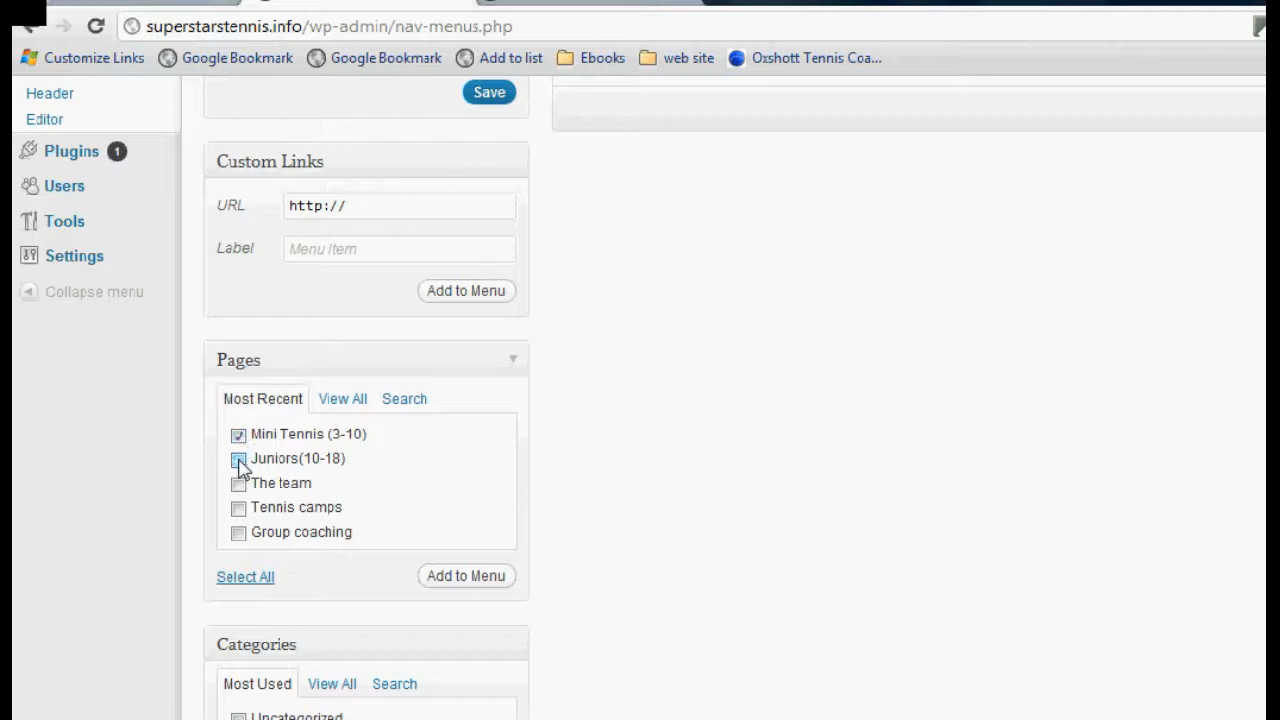 superstarstennis.info/wp-admin/nav-menus.php
Customize Links Google Bookmark Google Bookmark Add to list Ebooks web site Oxshott Tennis Coa...
Header
Editor
Plugins 1
Users
Tools
Settings
Collapse menu
Save
Custom Links
URL http://
Label Menu Item
Add to Menu
Pages
Most Recent View All Search
Mini Tennis (3-10)
Juniors(10-18)
The team
Tennis camps
Group coaching
Select All Add to Menu
Categories
Most Used View All Search
Uncategorized